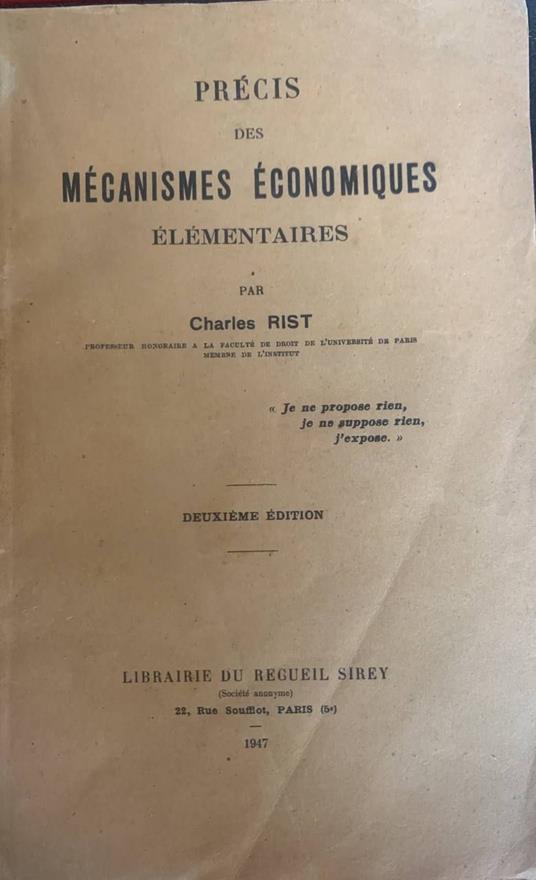 PRÉCIS
DES
MÉCANISMES ÉCONOMIQUES
ÉLÉMENTAIRES
PAR
Charles RIST
PROFESSEUR HONORAIRE A LA FACULTÉ DE DROIT DE L'UNIVERSITÉ DE PARIS
MEMBRE DE L'INSTITUT
« Je ne propose rien,
je ne suppose rien,
j'expose. »
DEUXIÈME ÉDITION
LIBRAIRIE DU RECUEIL SIREY
(Société anonyme)
22, Rue Soufflot, PARIS (5e)
1947